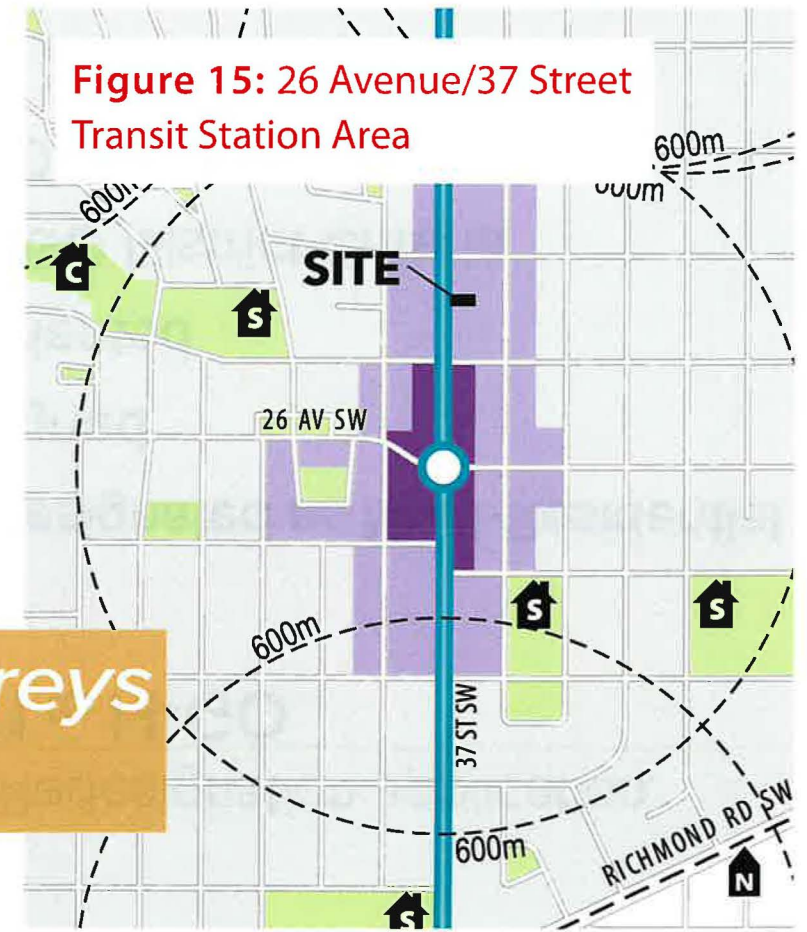 Figure 15: 26 Avenue/37 Street
Transit Station Area
600m
600m
600m
C
SITE
S
26 AV SW
600m
S
S
reys
37 ST SW
600m
RICHMOND RD SW
N
S